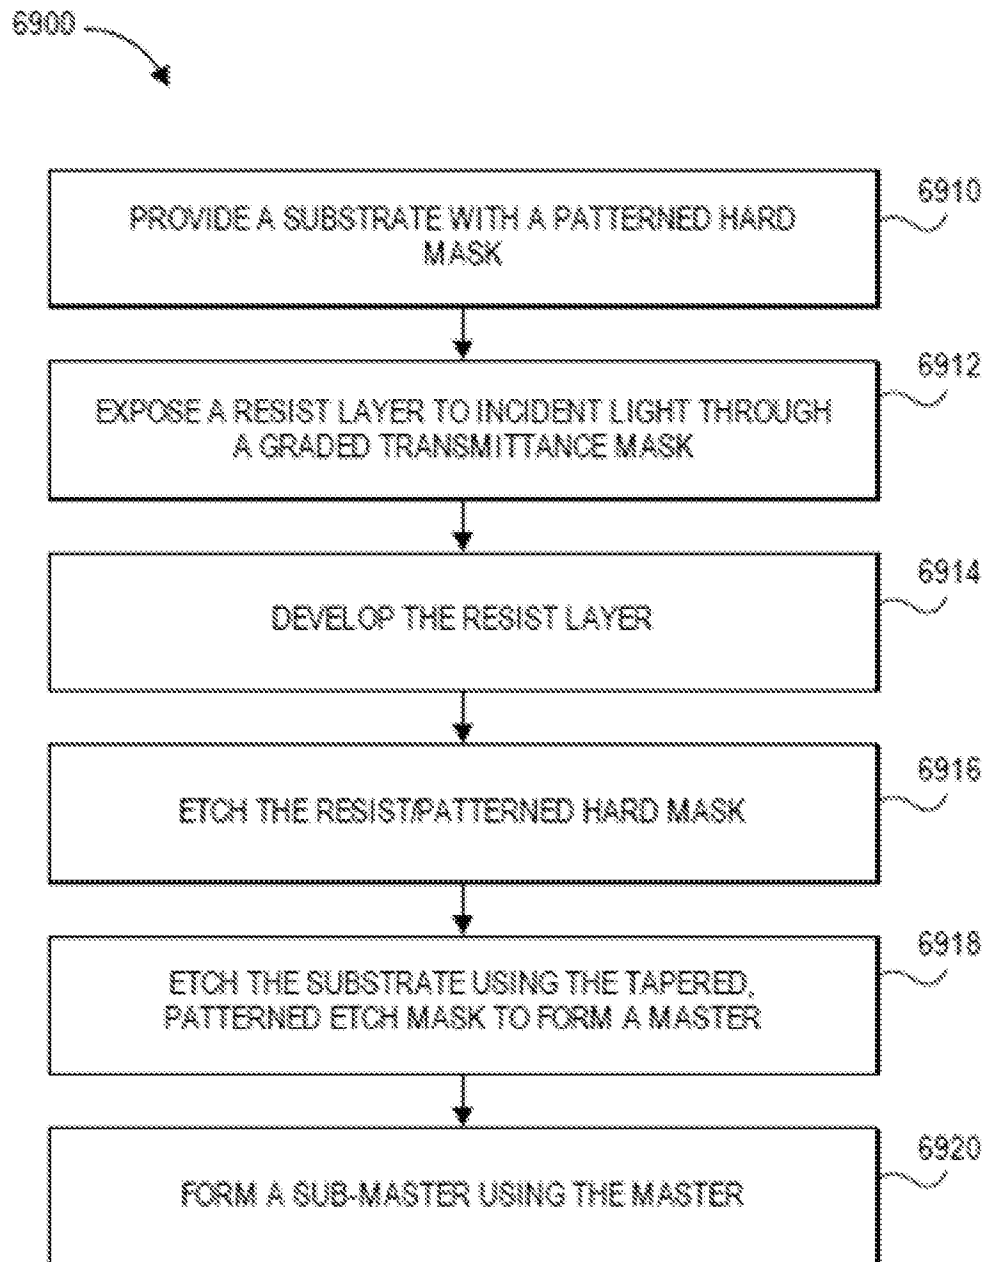 6900
PROVIDE A SUBSTRATE WITH A PATTERNED HARD
MASK
6910
EXPOSE A RESIST LAYER TO INCIDENT LIGHT THROUGH
A GRADED TRANSMITTANCE MASK
6912
DEVELOP THE RESIST LAYER
6914
ETCH THE RESIST/PATTERNED HARD MASK
6916
ETCH THE SUBSTRATE USING THE TAPERED,
PATTERNED ETCH MASK TO FORM A MASTER
6918
FORM A SUB-MASTER USING THE MASTER
6920